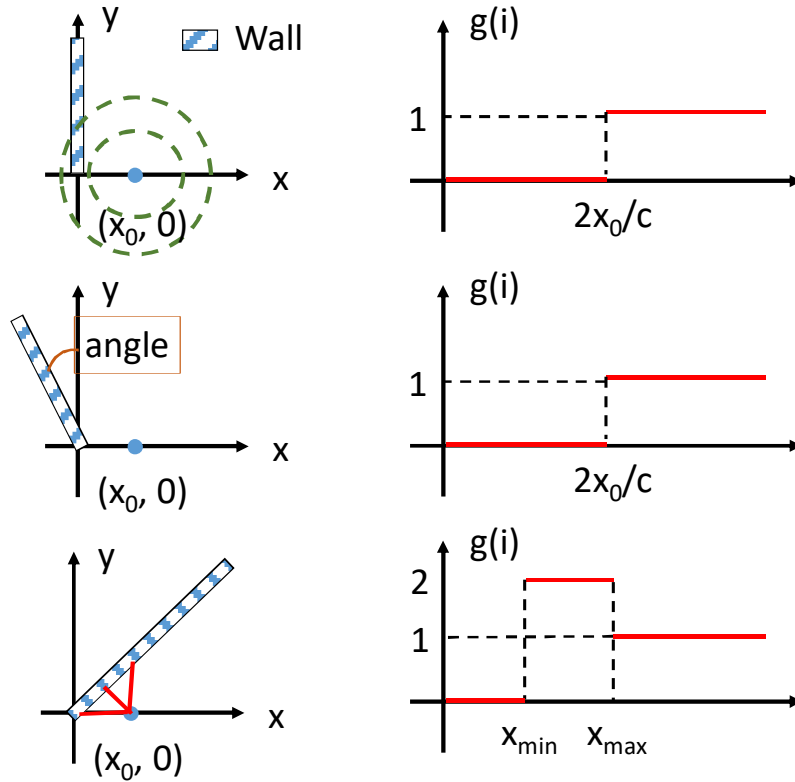 y
Wall
x
(x₀, 0)
g(i)
1
2x₀/c
y
angle
x
(x₀, 0)
g(i)
1
2x₀/c
y
x
(x₀, 0)
g(i)
2
1
xₘᵢₙ
xₘₐₓ